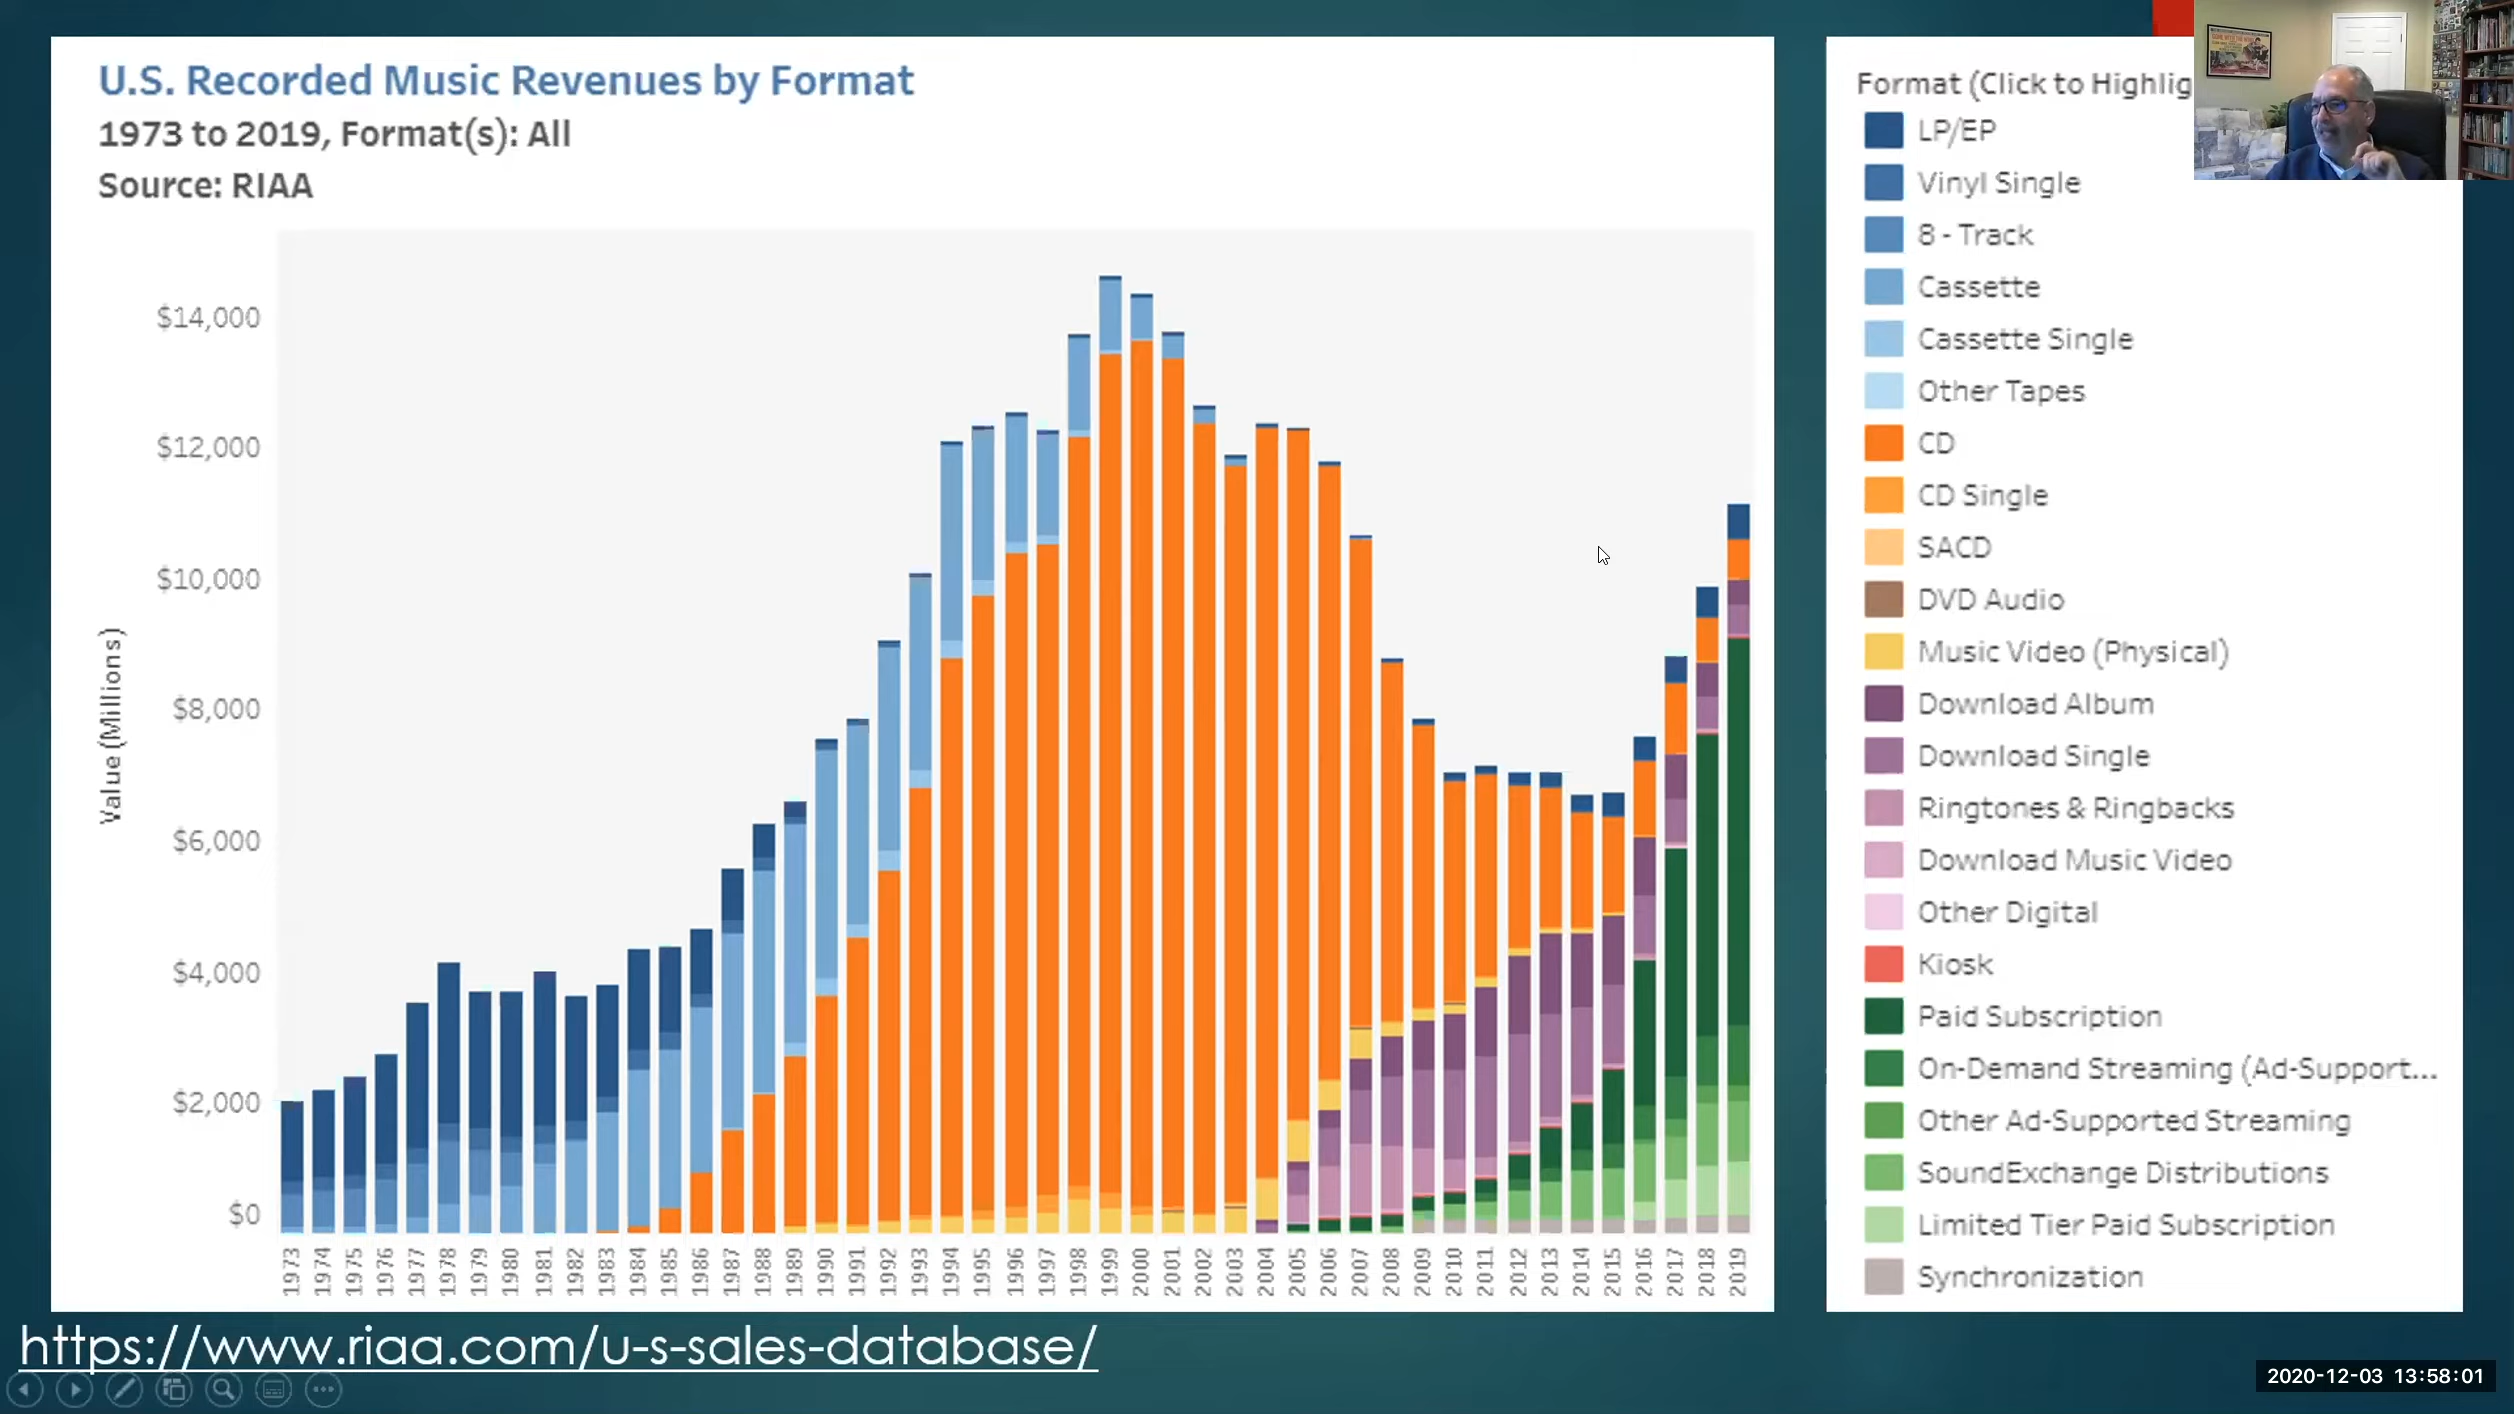 U.S. Recorded Music Revenues by Format
1973 to 2019, Format(s): All
Source: RIAA
Value (Millions)
$14,000
$12,000
$10,000
$8,000
$6,000
$4,000
$2,000
$0
1973 1974 1975 1976 1977 1978 1979 1980 1981 1982 1983 1984 1985 1986 1987 1988 1989 1990 1991 1992 1993 1994 1995 1996 1997 1998 1999 2000 2001 2002 2003 2004 2005 2006 2007 2008 2009 2010 2011 2012 2013 2014 2015 2016 2017 2018 2019
Format (Click to Highlig
LP/EP
Vinyl Single
8 - Track
Cassette
Cassette Single
Other Tapes
CD
CD Single
SACD
DVD Audio
Music Video (Physical)
Download Album
Download Single
Ringtones & Ringbacks
Download Music Video
Other Digital
Kiosk
Paid Subscription
On-Demand Streaming (Ad-Support...
Other Ad-Supported Streaming
SoundExchange Distributions
Limited Tier Paid Subscription
Synchronization
https://www.riaa.com/u-s-sales-database/
2020-12-03 13:58:01